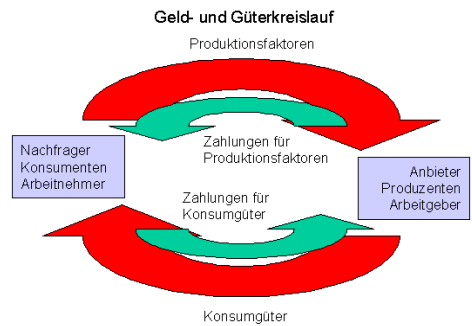 Geld- und Güterkreislauf
Produktionsfaktoren
Zahlungen für
Produktionsfaktoren
Nachfrager
Konsumenten
Arbeitnehmer
Anbieter
Produzenten
Arbeitgeber
Zahlungen für
Konsumgüter
Konsumgüter